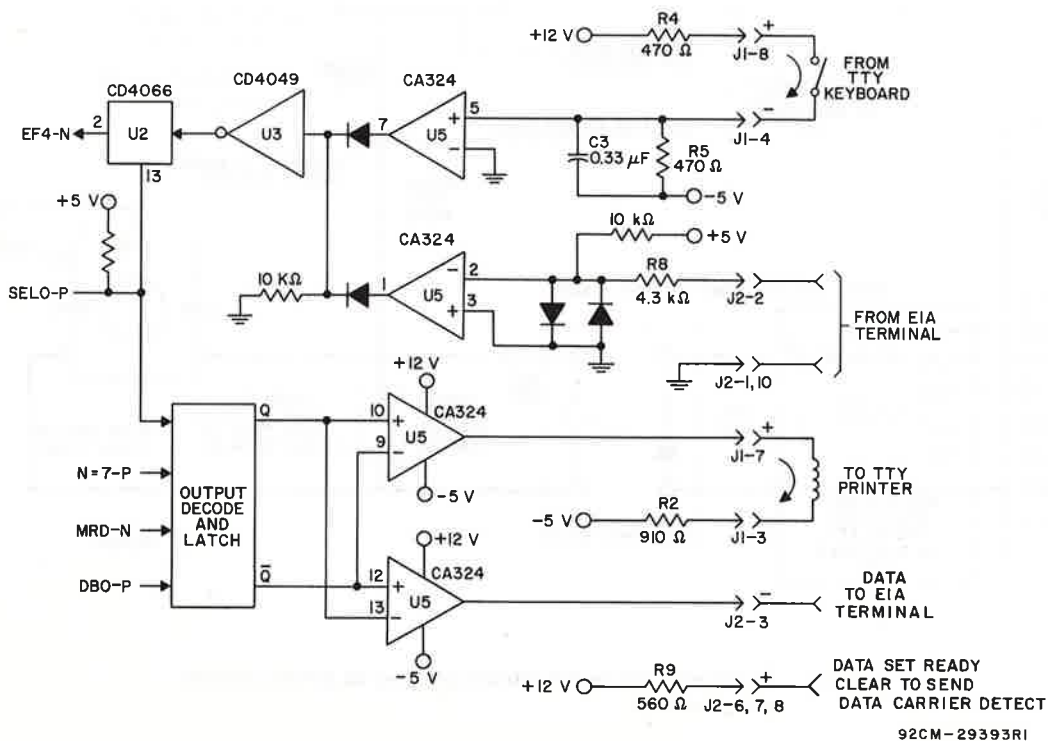 R4
+12 V
470 Ω
J1-8
+
FROM
TTY
KEYBOARD
CD4049
CA324
CD4066
5
+
−
7
2
EF4-N
U2
U3
U5
−
J1-4
C3
0.33 μF
R5
470 Ω
13
+5 V
−5 V
10 kΩ
+5 V
CA324
R8
2
−
J2-2
4.3 kΩ
10 KΩ
1
U5
3
+
SELO-P
FROM EIA
TERMINAL
J2-1, 10
+12 V
CA324
Q
10
+
U5
9
−
+
J1-7
N=7-P
OUTPUT
DECODE
AND
LATCH
−5 V
TO TTY
PRINTER
MRD-N
R2
−5 V
910 Ω
−
J1-3
+12 V
CA324
DBO-P
Q̅
12
+
U5
13
−
−
J2-3
DATA
TO EIA
TERMINAL
−5 V
R9
+12 V
560 Ω
+
J2-6, 7, 8
DATA SET READY
CLEAR TO SEND
DATA CARRIER DETECT
92CM-29393R1